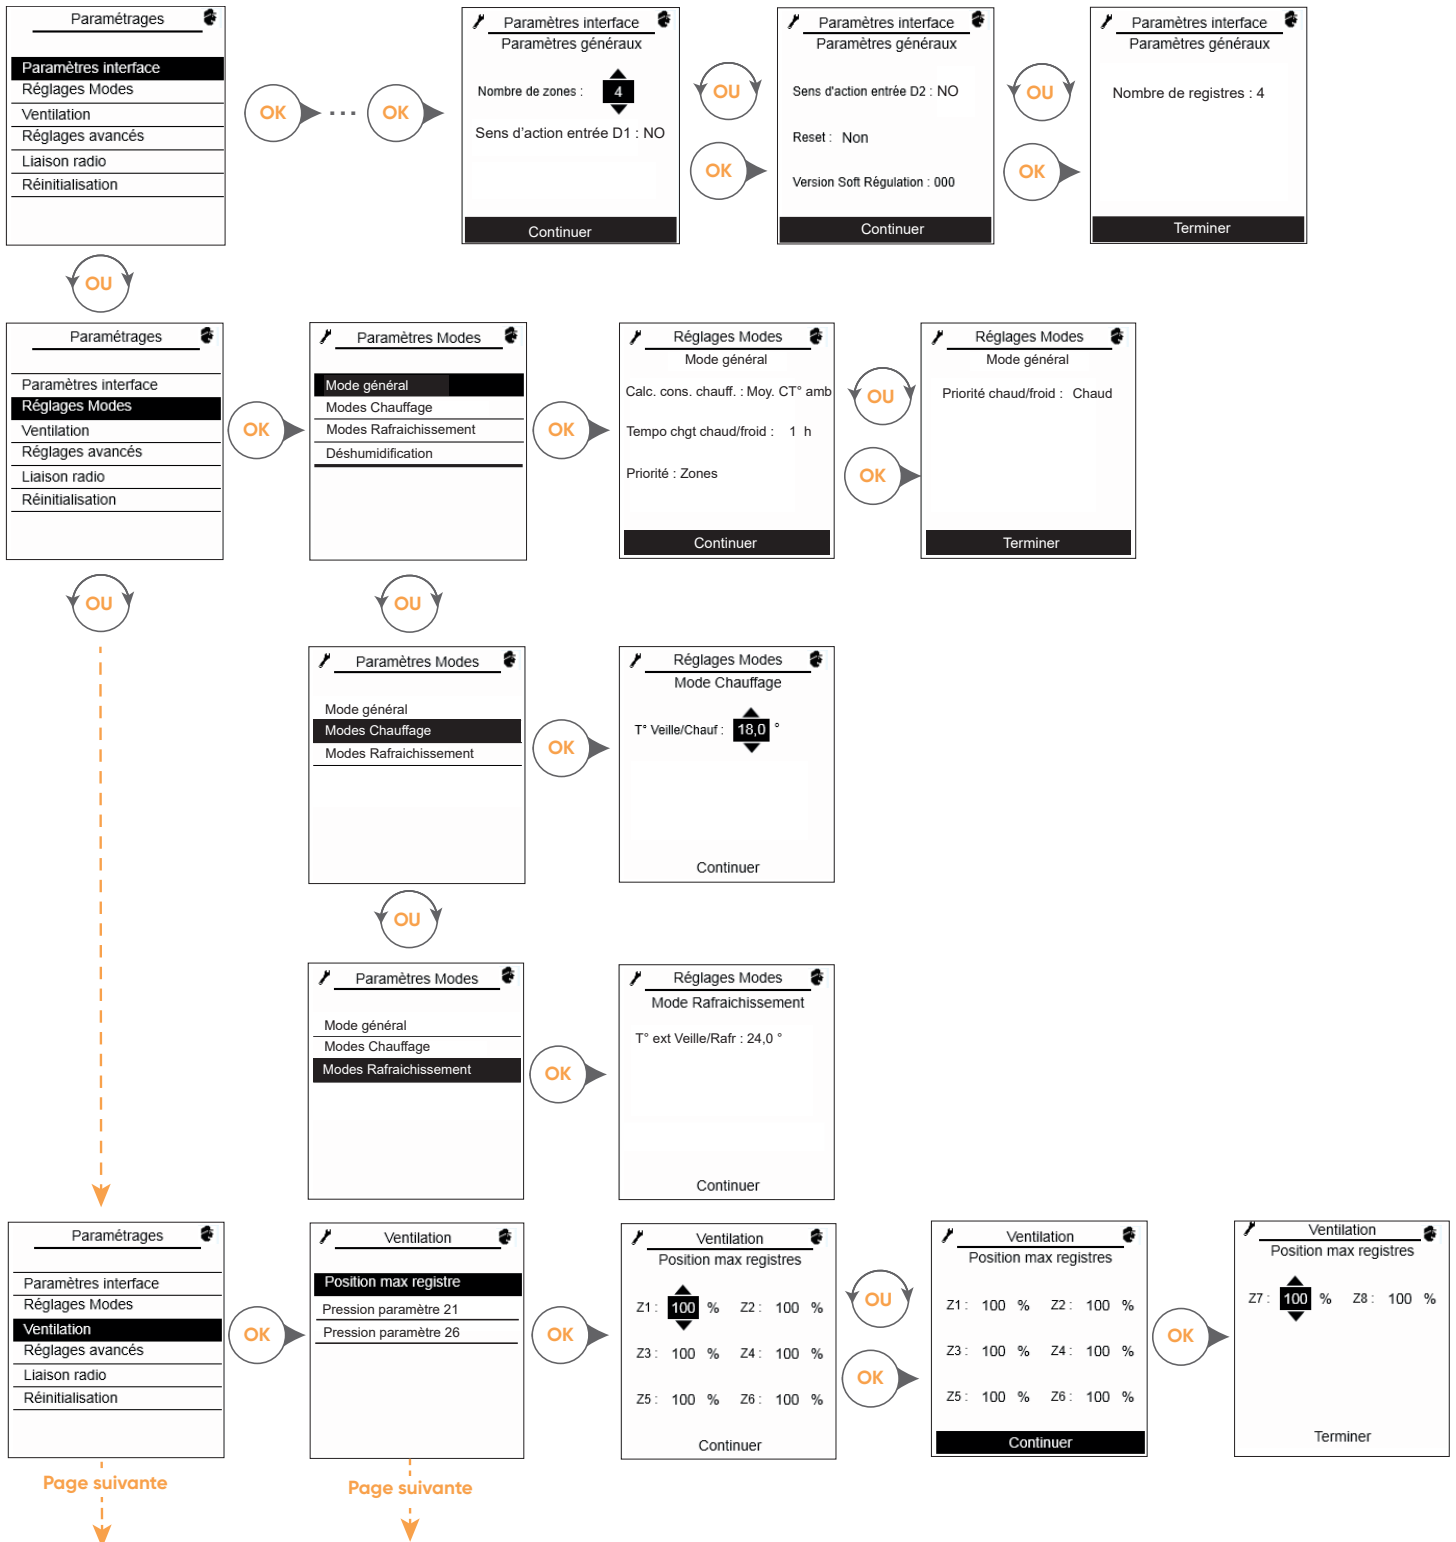 Paramétrages
Paramètres interface
Réglages Modes
Ventilation
Réglages avancés
Liaison radio
Réinitialisation
OK
OK
Paramètres interface
Paramètres généraux
Nombre de zones : 4
Sens d'action entrée D1 : NO
Continuer
OU
OK
Paramètres interface
Paramètres généraux
Sens d'action entrée D2 : NO
Reset : Non
Version Soft Régulation : 000
Continuer
OU
OK
Paramètres interface
Paramètres généraux
Nombre de registres : 4
Terminer
OU
Paramétrages
Paramètres interface
Réglages Modes
Ventilation
Réglages avancés
Liaison radio
Réinitialisation
OK
Paramètres Modes
Mode général
Modes Chauffage
Modes Rafraichissement
Déshumidification
OK
Réglages Modes
Mode général
Calc. cons. chauff. : Moy. CT° amb
Tempo chgt chaud/froid : 1 h
Priorité : Zones
Continuer
OU
OK
Réglages Modes
Mode général
Priorité chaud/froid : Chaud
Terminer
OU
OU
Paramètres Modes
Mode général
Modes Chauffage
Modes Rafraichissement
OK
Réglages Modes
Mode Chauffage
T° Veille/Chauf : 18,0 °
Continuer
OU
Paramètres Modes
Mode général
Modes Chauffage
Modes Rafraichissement
OK
Réglages Modes
Mode Rafraichissement
T° ext Veille/Rafr : 24,0 °
Continuer
Paramétrages
Paramètres interface
Réglages Modes
Ventilation
Réglages avancés
Liaison radio
Réinitialisation
OK
Ventilation
Position max registre
Pression paramètre 21
Pression paramètre 26
OK
Ventilation
Position max registres
Z1 : 100 % Z2 : 100 %
Z3 : 100 % Z4 : 100 %
Z5 : 100 % Z6 : 100 %
Continuer
OU
OK
Ventilation
Position max registres
Z1 : 100 % Z2 : 100 %
Z3 : 100 % Z4 : 100 %
Z5 : 100 % Z6 : 100 %
Continuer
OK
Ventilation
Position max registres
Z7 : 100 % Z8 : 100 %
Terminer
Page suivante
Page suivante